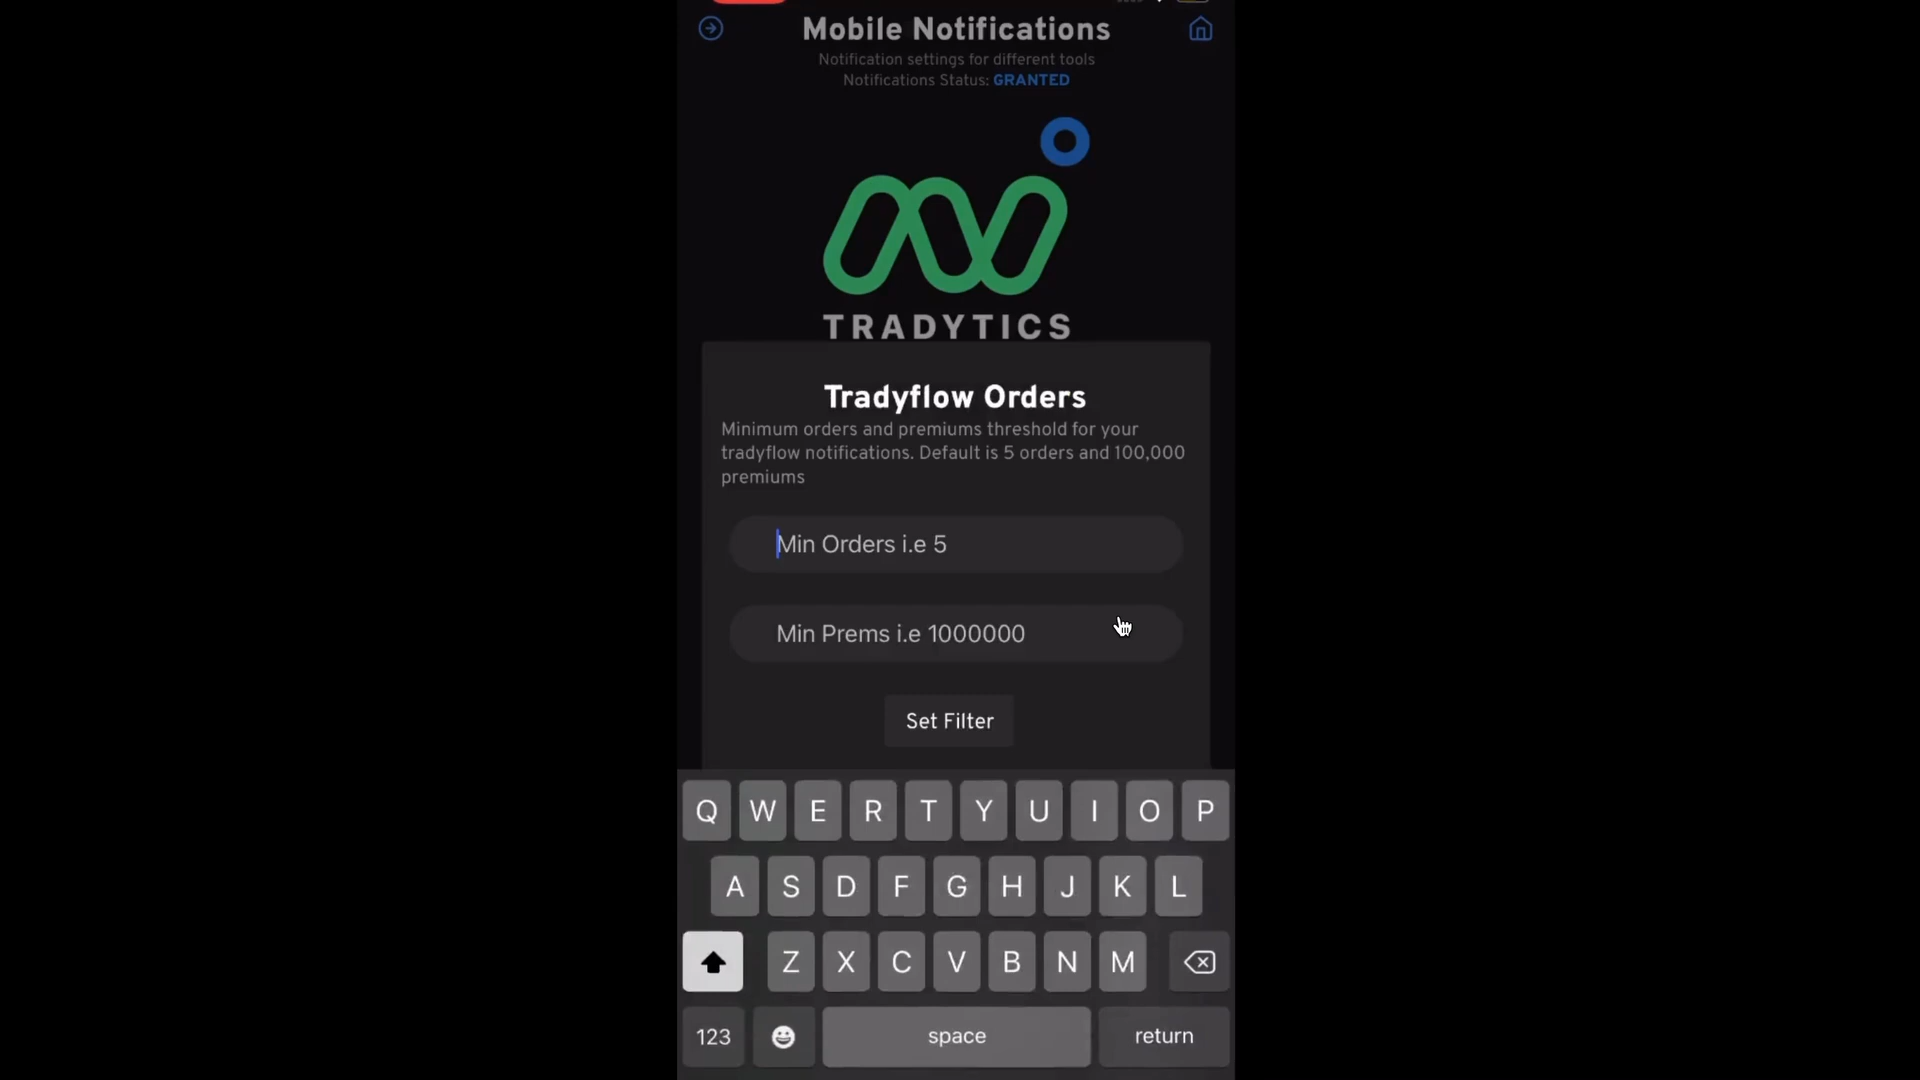 Mobile Notifications
Notification settings for different tools
Notifications Status: GRANTED
TRADYTICS
Tradyflow Orders
Minimum orders and premiums threshold for your
tradyflow notifications. Default is 5 orders and 100,000
premiums
Min Orders i.e 5
Min Prems i.e 1000000
Set Filter
Q W E R T Y U I O P
A S D F G H J K L
Z X C V B N M
123 space return